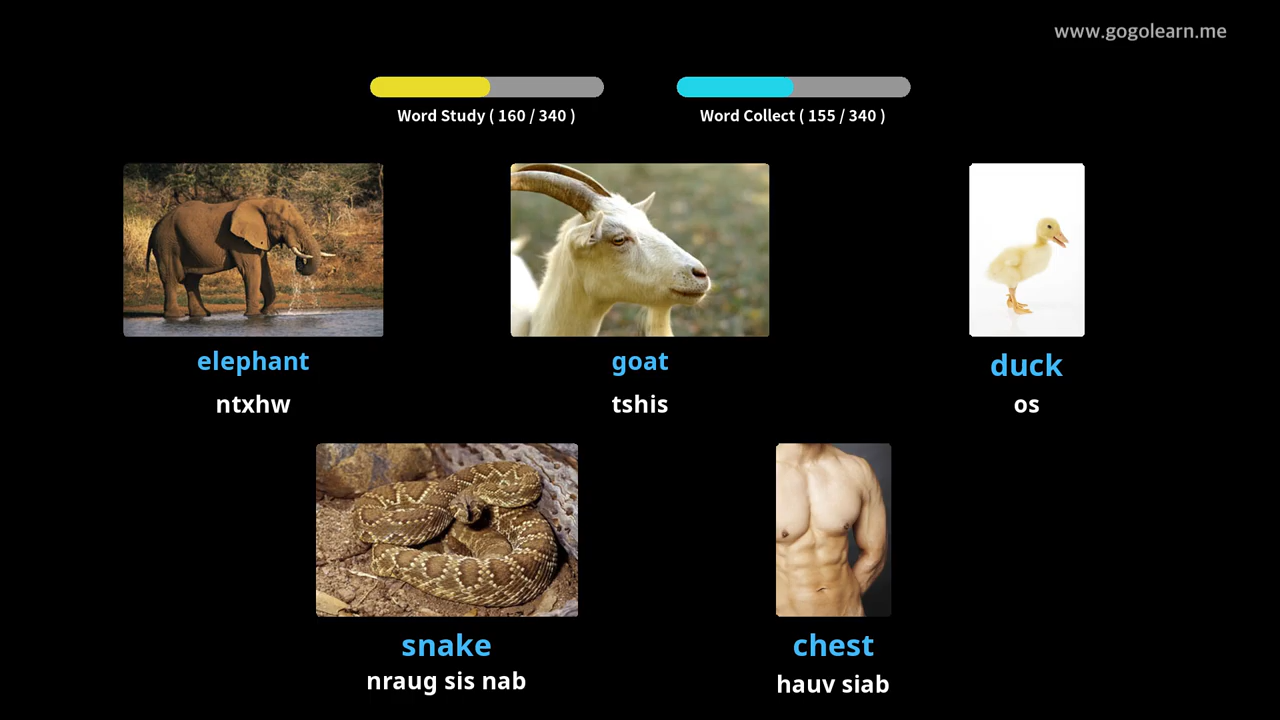 www.gogolearn.me
Word Study ( 160 / 340 )
Word Collect ( 155 / 340 )
elephant
goat
duck
ntxhw
tshis
os
snake
chest
nraug sis nab
hauv siab